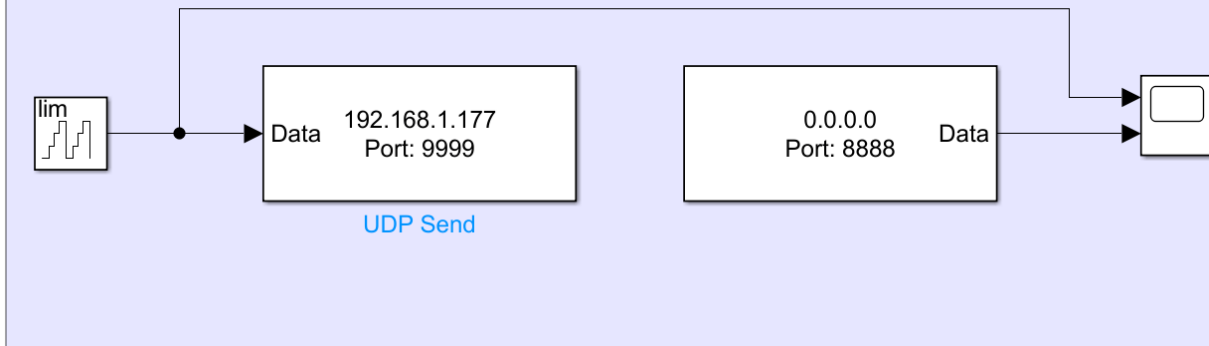 lim
Data
192.168.1.177
Port: 9999
UDP Send
0.0.0.0
Port: 8888
Data